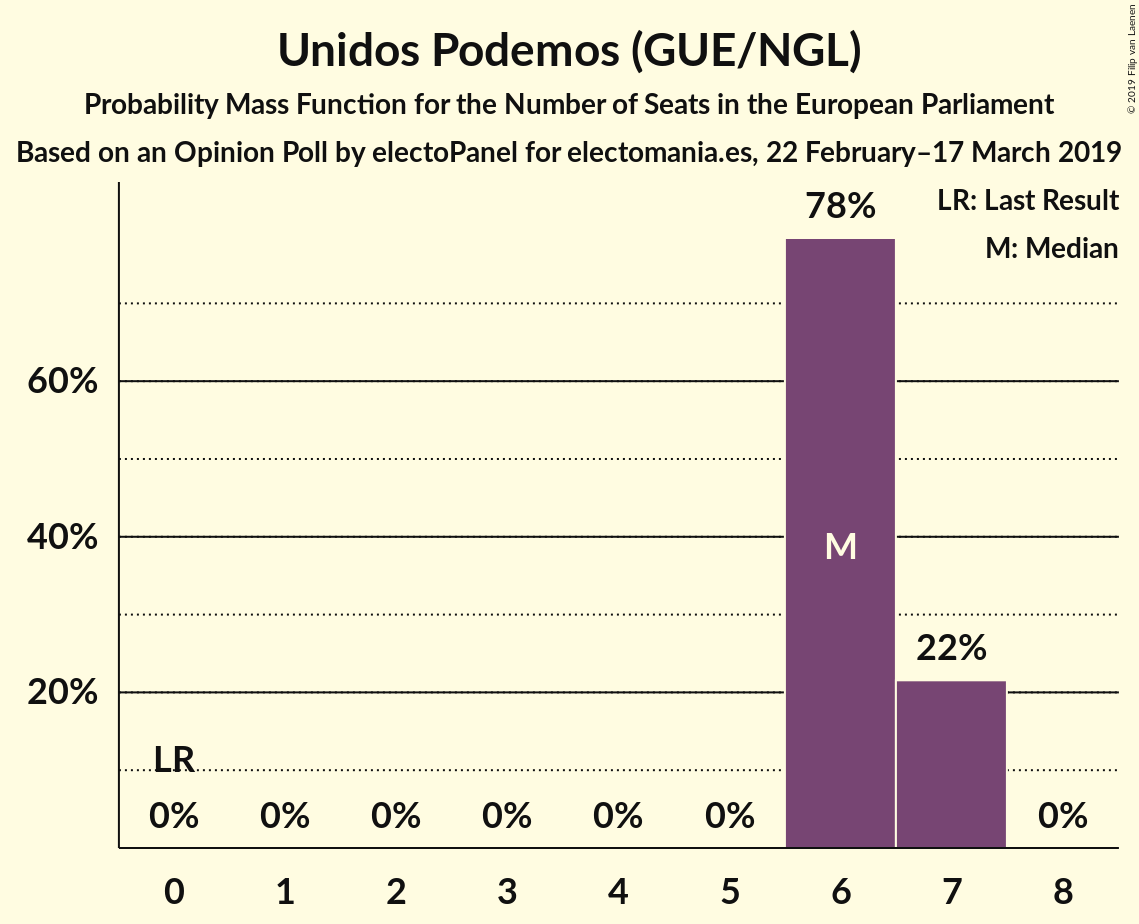 Unidos Podemos (GUE/NGL)
Probability Mass Function for the Number of Seats in the European Parliament
Based on an Opinion Poll by electoPanel for electomania.es, 22 February–17 March 2019
© 2019 Filip van Laenen
LR: Last Result
M: Median
78%
60%
40%
M
22%
20%
LR
0% 0% 0% 0% 0% 0% 0%
0 1 2 3 4 5 6 7 8